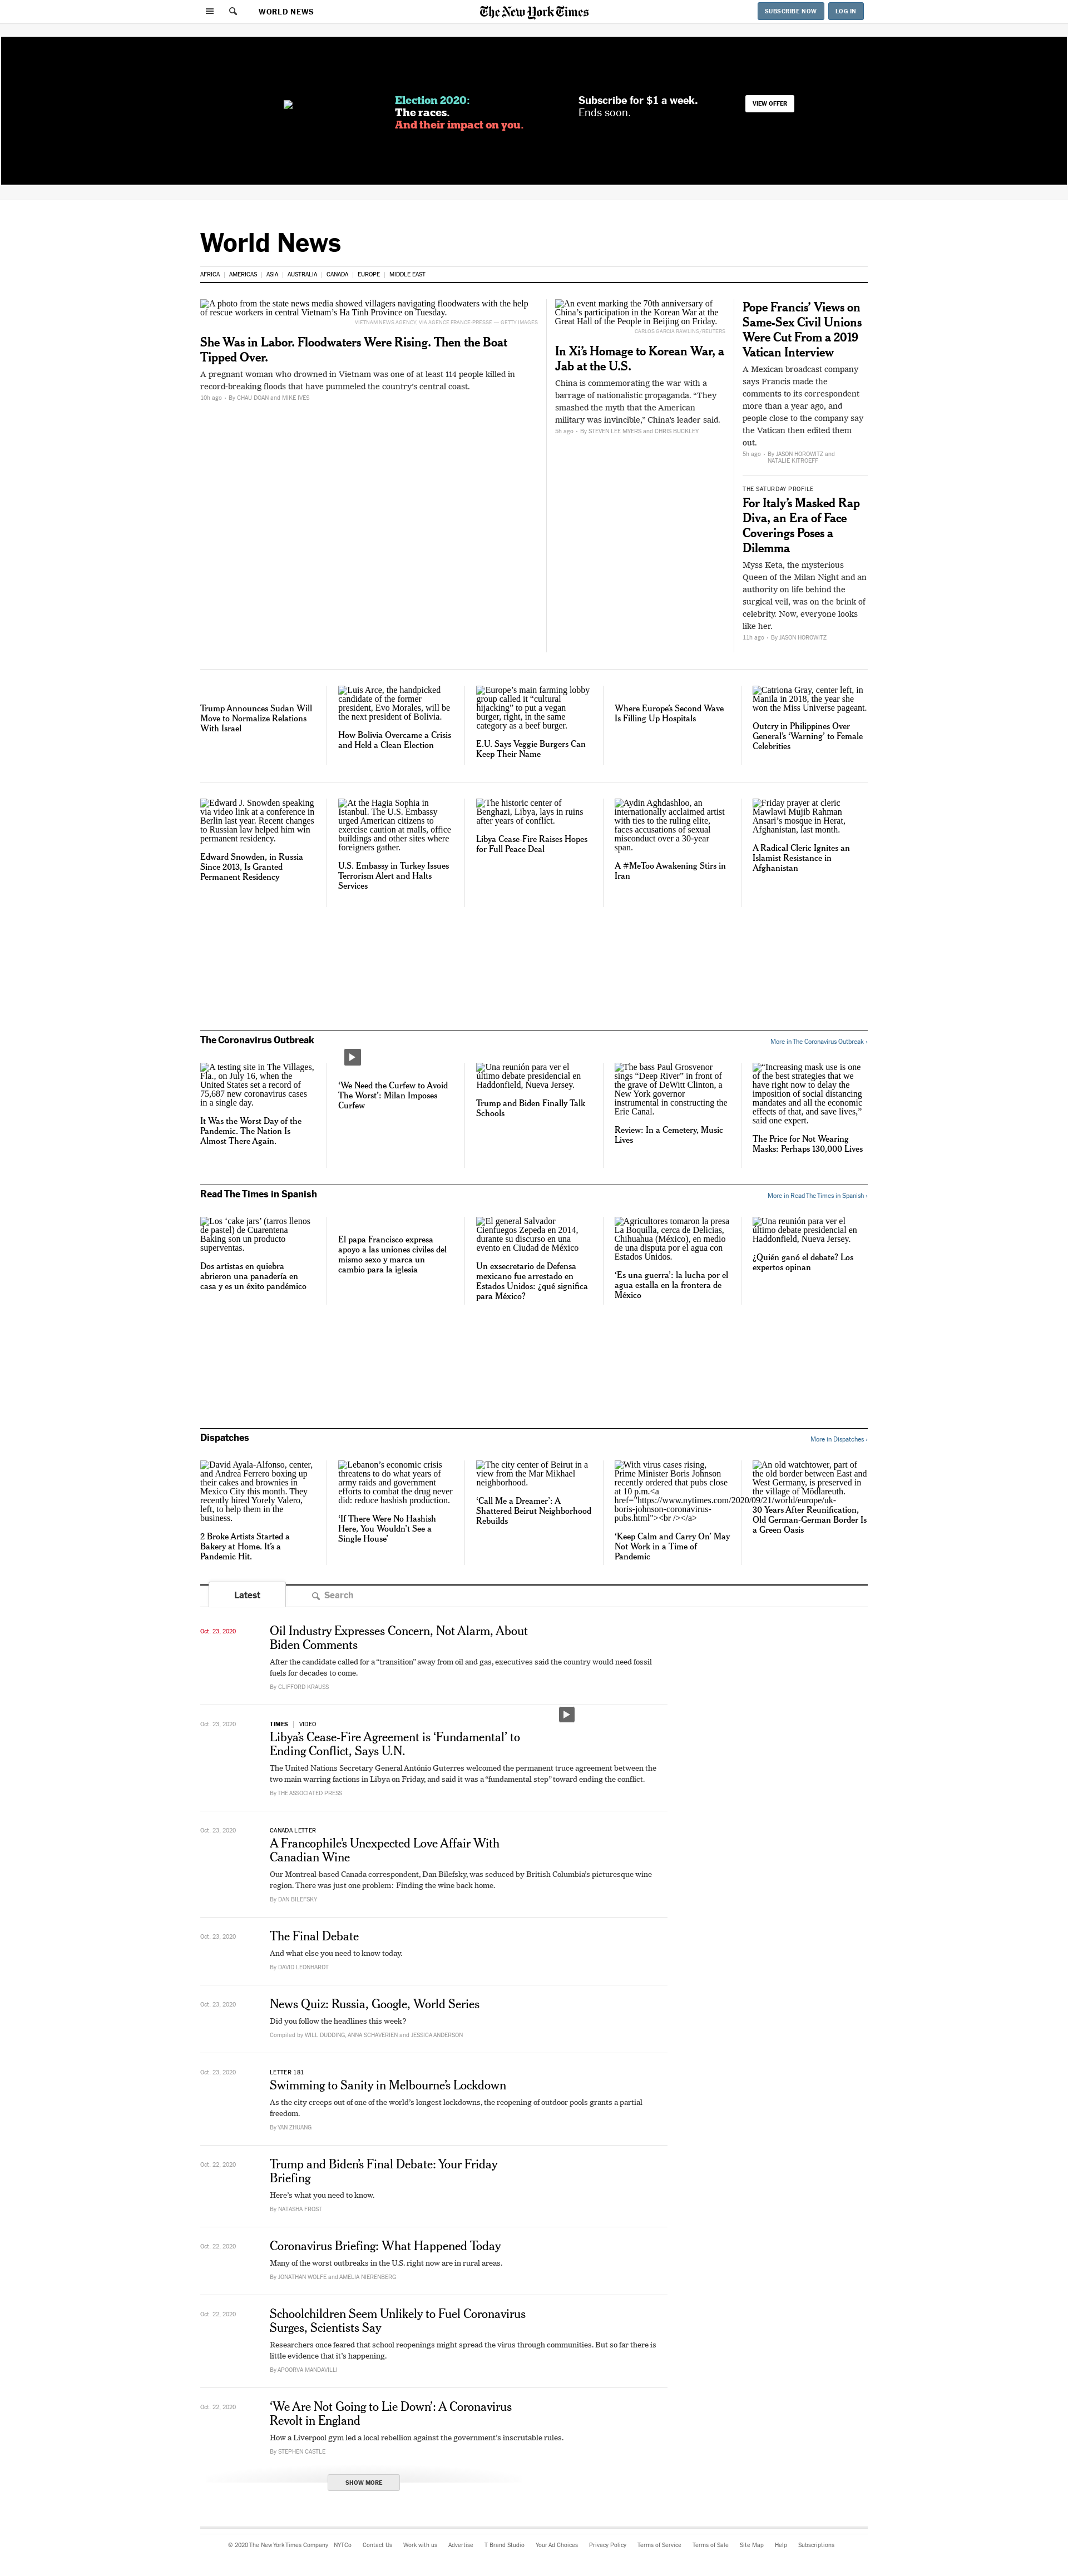 WORLD NEWS
The New York Times
SUBSCRIBE NOW
LOG IN
Election 2020:
The races.
And their impact on you.
Subscribe for $1 a week.
Ends soon.
VIEW OFFER
World News
AFRICA | AMERICAS | ASIA | AUSTRALIA | CANADA | EUROPE | MIDDLE EAST
A photo from the state news media showed villagers navigating floodwaters with the help
of rescue workers in central Vietnam’s Ha Tinh Province on Tuesday.
VIETNAM NEWS AGENCY, VIA AGENCE FRANCE-PRESSE — GETTY IMAGES
She Was in Labor. Floodwaters Were Rising. Then the Boat
Tipped Over.
A pregnant woman who drowned in Vietnam was one of at least 114 people killed in
record-breaking floods that have pummeled the country’s central coast.
10h ago - By CHAU DOAN and MIKE IVES
An event marking the 70th anniversary of
China’s participation in the Korean War at the
Great Hall of the People in Beijing on Friday.
CARLOS GARCIA RAWLINS/REUTERS
In Xi’s Homage to Korean War, a
Jab at the U.S.
China is commemorating the war with a
barrage of nationalistic propaganda. “They
smashed the myth that the American
military was invincible,” China’s leader said.
5h ago - By STEVEN LEE MYERS and CHRIS BUCKLEY
Pope Francis’ Views on
Same-Sex Civil Unions
Were Cut From a 2019
Vatican Interview
A Mexican broadcast company
says Francis made the
comments to its correspondent
more than a year ago, and
people close to the company say
the Vatican then edited them
out.
5h ago - By JASON HOROWITZ and
NATALIE KITROEFF
THE SATURDAY PROFILE
For Italy’s Masked Rap
Diva, an Era of Face
Coverings Poses a
Dilemma
Myss Keta, the mysterious
Queen of the Milan Night and an
authority on life behind the
surgical veil, was on the brink of
celebrity. Now, everyone looks
like her.
11h ago - By JASON HOROWITZ
Trump Announces Sudan Will
Move to Normalize Relations
With Israel
Luis Arce, the handpicked
candidate of the former
president, Evo Morales, will be
the next president of Bolivia.
How Bolivia Overcame a Crisis
and Held a Clean Election
Europe’s main farming lobby
group called it “cultural
hijacking” to put a vegan
burger, right, in the same
category as a beef burger.
E.U. Says Veggie Burgers Can
Keep Their Name
Where Europe’s Second Wave
Is Filling Up Hospitals
Catriona Gray, center left, in
Manila in 2018, the year she
won the Miss Universe pageant.
Outcry in Philippines Over
General’s ‘Warning’ to Female
Celebrities
Edward J. Snowden speaking
via video link at a conference in
Berlin last year. Recent changes
to Russian law helped him win
permanent residency.
Edward Snowden, in Russia
Since 2013, Is Granted
Permanent Residency
At the Hagia Sophia in
Istanbul. The U.S. Embassy
urged American citizens to
exercise caution at malls, office
buildings and other sites where
foreigners gather.
U.S. Embassy in Turkey Issues
Terrorism Alert and Halts
Services
The historic center of
Benghazi, Libya, lays in ruins
after years of conflict.
Libya Cease-Fire Raises Hopes
for Full Peace Deal
Aydin Aghdashloo, an
internationally acclaimed artist
with ties to the ruling elite,
faces accusations of sexual
misconduct over a 30-year
span.
A #MeToo Awakening Stirs in
Iran
Friday prayer at cleric
Mawlawi Mujib Rahman
Ansari’s mosque in Herat,
Afghanistan, last month.
A Radical Cleric Ignites an
Islamist Resistance in
Afghanistan
The Coronavirus Outbreak
More in The Coronavirus Outbreak ›
A testing site in The Villages,
Fla., on July 16, when the
United States set a record of
75,687 new coronavirus cases
in a single day.
It Was the Worst Day of the
Pandemic. The Nation Is
Almost There Again.
‘We Need the Curfew to Avoid
The Worst’: Milan Imposes
Curfew
Una reunión para ver el
último debate presidencial en
Haddonfield, Nueva Jersey.
Trump and Biden Finally Talk
Schools
The bass Paul Grosvenor
sings “Deep River” in front of
the grave of DeWitt Clinton, a
New York governor
instrumental in constructing the
Erie Canal.
Review: In a Cemetery, Music
Lives
“Increasing mask use is one
of the best strategies that we
have right now to delay the
imposition of social distancing
mandates and all the economic
effects of that, and save lives,”
said one expert.
The Price for Not Wearing
Masks: Perhaps 130,000 Lives
Read The Times in Spanish
More in Read The Times in Spanish ›
Los ‘cake jars’ (tarros llenos
de pastel) de Cuarteto
Baking son un producto
superventas.
Dos artistas en quiebra
abrieron una panadería en
casa y es un éxito pandémico
El papa Francisco expresa
apoyo a las uniones civiles del
mismo sexo y marca un
cambio para la iglesia
El general Salvador
Cienfuegos Zepeda en 2014,
durante su discurso en una
evento en Ciudad de México
Un exsecretario de Defensa
mexicano fue arrestado en
Estados Unidos: ¿qué significa
para México?
Agricultores tomaron la presa
La Boquilla, cerca de Delicias,
Chihuahua (México), en medio
de una disputa por el agua con
Estados Unidos.
‘Es una guerra’: la lucha por el
agua estalla en la frontera de
México
Una reunión para ver el
último debate presidencial en
Haddonfield, Nueva Jersey.
¿Quién ganó el debate? Los
expertos opinan
Dispatches
More in Dispatches ›
David Ayala-Alfonso, center,
and Andrea Ferrero boxing up
their cakes and brownies in
Mexico City this month. They
recently hired Yorely Valero,
left, to help them in the
business.
2 Broke Artists Started a
Bakery at Home. It’s a
Pandemic Hit.
Lebanon’s economic crisis
threatens to do what years of
army raids and government
efforts to combat the drug never
did: reduce hashish production.
‘If There Were No Hashish
Here, You Wouldn’t See a
Single House’
The city center of Beirut in a
view from the Mar Mikhael
neighborhood.
‘Call Me a Dreamer’: A
Shattered Beirut Neighborhood
Rebuilds
With virus cases rising,
Prime Minister Boris Johnson
recently ordered that pubs close
at 10 p.m.<a
href="https://www.nytimes.com/2020/09/21/world/europe/uk-
boris-johnson-coronavirus-
pubs.html"><br /></a>
‘Keep Calm and Carry On’ May
Not Work in a Time of
Pandemic
An old watchtower, part of
the old border between East and
West Germany, is preserved in
the village of Mödlareuth.
30 Years After Reunification,
Old German-German Border Is
a Green Oasis
Latest
Search
Oct. 23, 2020
Oil Industry Expresses Concern, Not Alarm, About
Biden Comments
After the candidate called for a “transition” away from oil and gas, executives said the country would need fossil
fuels for decades to come.
By CLIFFORD KRAUSS
Oct. 23, 2020
TIMES | VIDEO
Libya’s Cease-Fire Agreement is ‘Fundamental’ to
Ending Conflict, Says U.N.
The United Nations Secretary General António Guterres welcomed the permanent truce agreement between the
two main warring factions in Libya on Friday, and said it was a “fundamental step” toward ending the conflict.
By THE ASSOCIATED PRESS
Oct. 23, 2020
CANADA LETTER
A Francophile’s Unexpected Love Affair With
Canadian Wine
Our Montreal-based Canada correspondent, Dan Bilefsky, was seduced by British Columbia’s picturesque wine
region. There was just one problem: Finding the wine back home.
By DAN BILEFSKY
Oct. 23, 2020
The Final Debate
And what else you need to know today.
By DAVID LEONHARDT
Oct. 23, 2020
News Quiz: Russia, Google, World Series
Did you follow the headlines this week?
Compiled by WILL DUDDING, ANNA SCHAVERIEN and JESSICA ANDERSON
Oct. 23, 2020
LETTER 181
Swimming to Sanity in Melbourne’s Lockdown
As the city creeps out of one of the world’s longest lockdowns, the reopening of outdoor pools grants a partial
freedom.
By YAN ZHUANG
Oct. 22, 2020
Trump and Biden’s Final Debate: Your Friday
Briefing
Here’s what you need to know.
By NATASHA FROST
Oct. 22, 2020
Coronavirus Briefing: What Happened Today
Many of the worst outbreaks in the U.S. right now are in rural areas.
By JONATHAN WOLFE and AMELIA NIERENBERG
Oct. 22, 2020
Schoolchildren Seem Unlikely to Fuel Coronavirus
Surges, Scientists Say
Researchers once feared that school reopenings might spread the virus through communities. But so far there is
little evidence that it’s happening.
By APOORVA MANDAVILLI
Oct. 22, 2020
‘We Are Not Going to Lie Down’: A Coronavirus
Revolt in England
How a Liverpool gym led a local rebellion against the government’s inscrutable rules.
By STEPHEN CASTLE
SHOW MORE
© 2020 The New York Times Company NYTCo Contact Us Work with us Advertise T Brand Studio Your Ad Choices Privacy Policy Terms of Service Terms of Sale Site Map Help Subscriptions